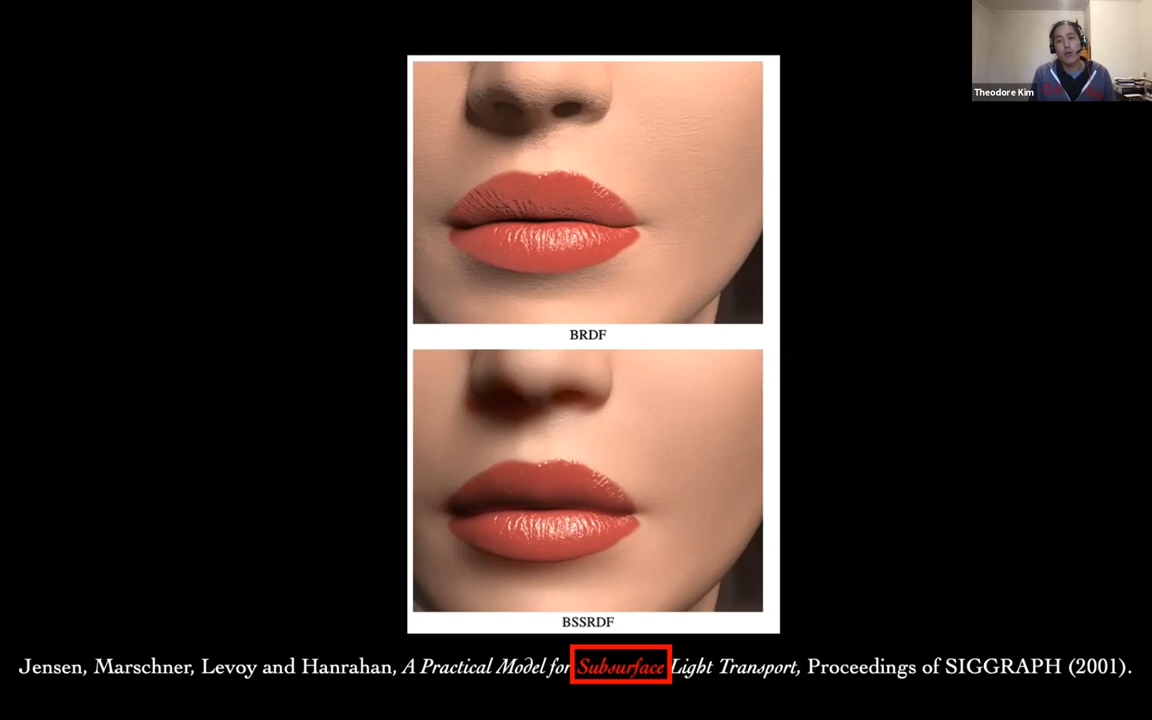 Theodore Kim
BRDF
BSSRDF
Jensen, Marschner, Levoy and Hanrahan, A Practical Model for Subsurface Light Transport, Proceedings of SIGGRAPH (2001).